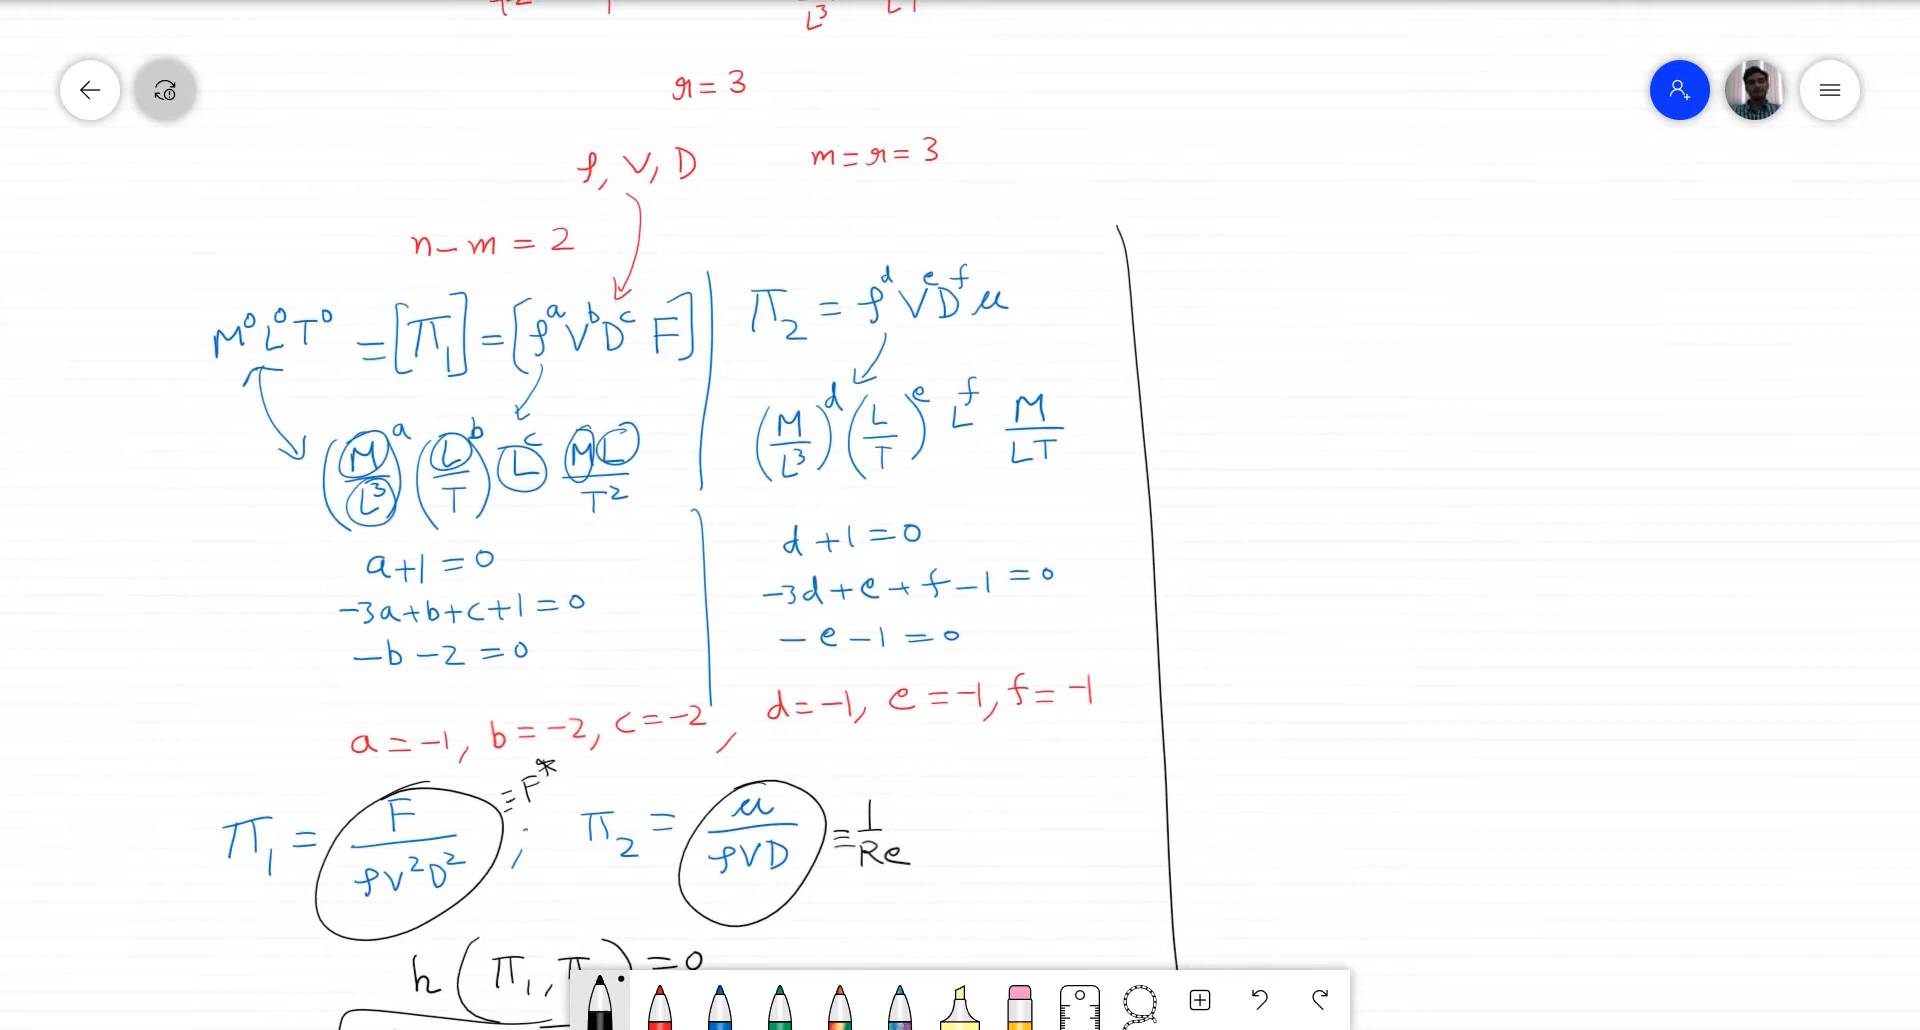 r = 3
ρ, V, D
m = r = 3
n - m = 2
M⁰L⁰T⁰ = [π₁] = [ρᵃVᵇDᶜ F]
(M/L³)ᵃ (L/T)ᵇ Lᶜ ML/T²
a+1 = 0
-3a+b+c+1 = 0
-b-2 = 0
π₂ = ρᵈVᵉDᶠμ
(M/L³)ᵈ (L/T)ᵉ Lᶠ M/LT
d+1 = 0
-3d+e+f-1 = 0
-e-1 = 0
a = -1, b = -2, c = -2, d = -1, e = -1, f = -1
π₁ = F/ρV²D² ≡ F* ; π₂ = μ/ρVD ≡ 1/Re
h(π₁, π ) = 0